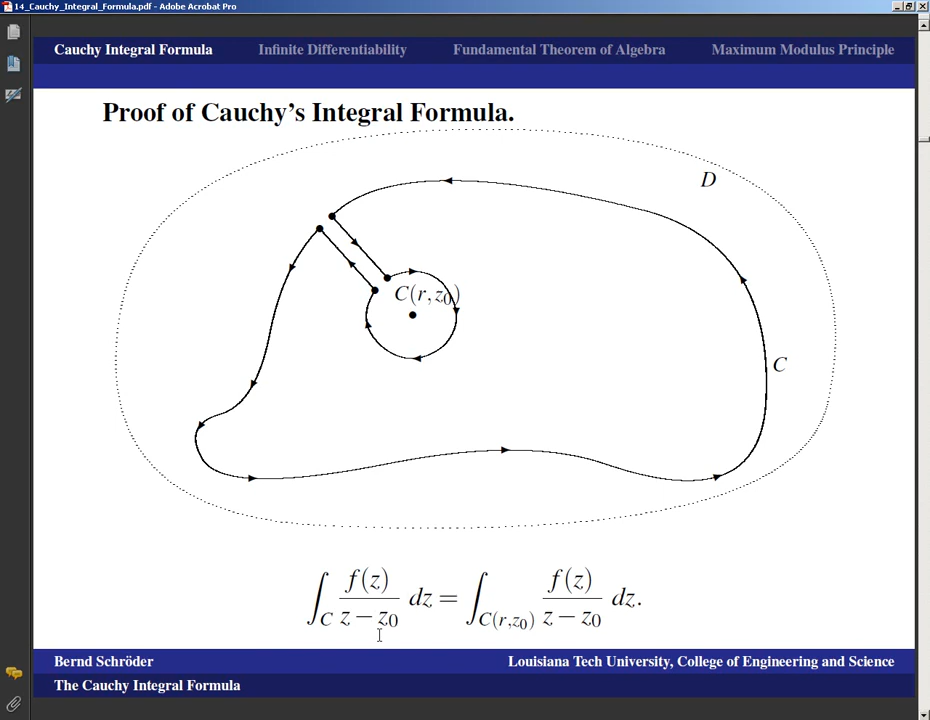 14_Cauchy_Integral_Formula.pdf - Adobe Acrobat Pro
Cauchy Integral Formula Infinite Differentiability Fundamental Theorem of Algebra Maximum Modulus Principle
Proof of Cauchy's Integral Formula.
D
C(r, z₀)
C
∫_C f(z)/(z − z₀) dz = ∫_C(r,z₀) f(z)/(z − z₀) dz.
Bernd Schröder Louisiana Tech University, College of Engineering and Science
The Cauchy Integral Formula